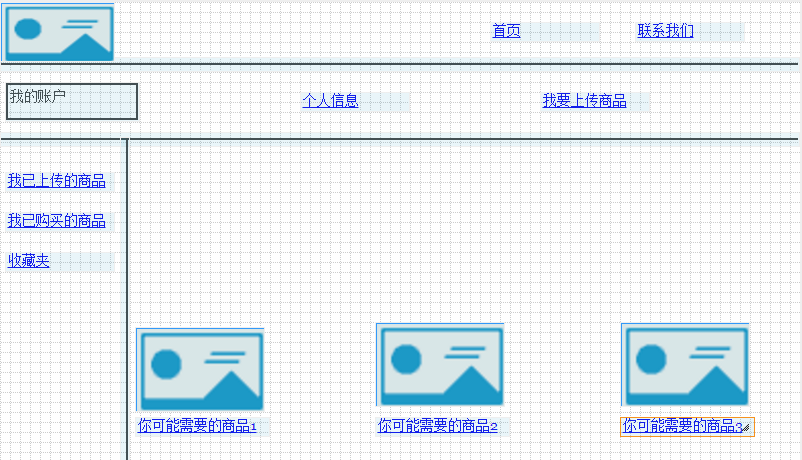 首页 联系我们
我的账户 个人信息 我要上传商品
我已上传的商品
我已购买的商品
收藏夹
你可能需要的商品1 你可能需要的商品2 你可能需要的商品3